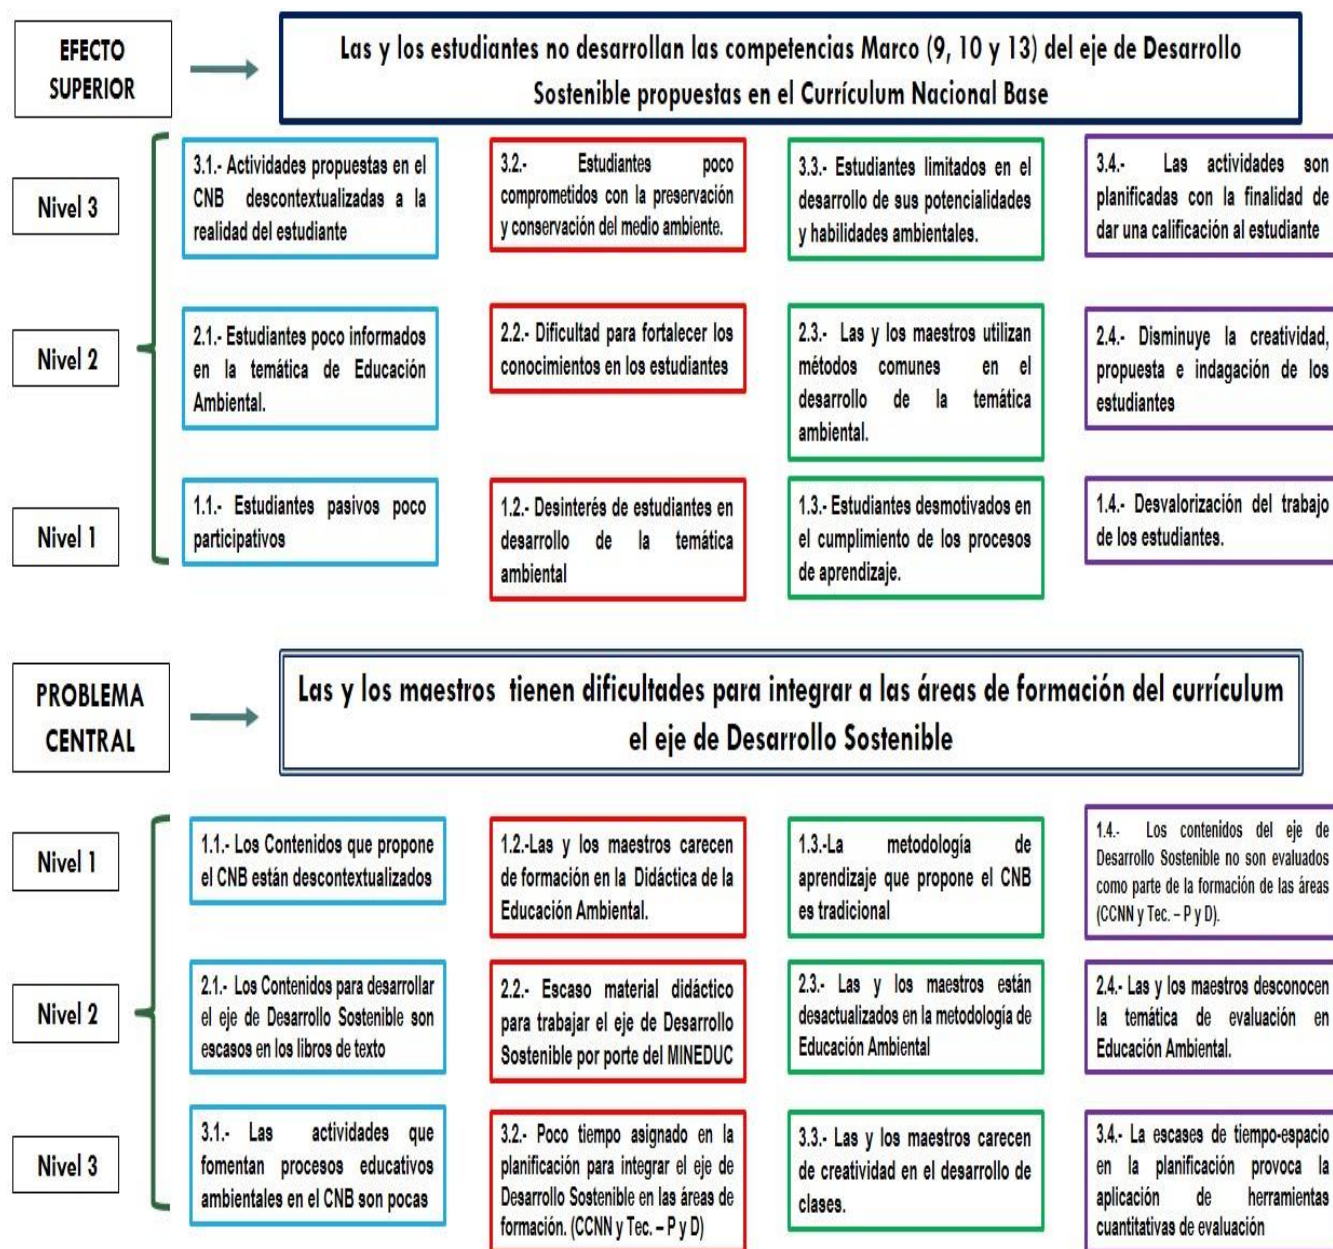 EFECTO
SUPERIOR
Las y los estudiantes no desarrollan las competencias Marco (9, 10 y 13) del eje de Desarrollo
Sostenible propuestas en el Currículum Nacional Base
Nivel 3
3.1.- Actividades propuestas en el
CNB descontextualizadas a la
realidad del estudiante
3.2.- Estudiantes poco
comprometidos con la preservación
y conservación del medio ambiente.
3.3.- Estudiantes limitados en el
desarrollo de sus potencialidades
y habilidades ambientales.
3.4.- Las actividades son
planificadas con la finalidad de
dar una calificación al estudiante
Nivel 2
2.1.- Estudiantes poco informados
en la temática de Educación
Ambiental.
2.2.- Dificultad para fortalecer los
conocimientos en los estudiantes
2.3.- Las y los maestros utilizan
métodos comunes en el
desarrollo de la temática
ambiental.
2.4.- Disminuye la creatividad,
propuesta e indagación de los
estudiantes
Nivel 1
1.1.- Estudiantes pasivos poco
participativos
1.2.- Desinterés de estudiantes en
desarrollo de la temática
ambiental
1.3.- Estudiantes desmotivados en
el cumplimiento de los procesos
de aprendizaje.
1.4.- Desvalorización del trabajo
de los estudiantes.
PROBLEMA
CENTRAL
Las y los maestros tienen dificultades para integrar a las áreas de formación del currículum
el eje de Desarrollo Sostenible
Nivel 1
1.1.- Los Contenidos que propone
el CNB están descontextualizados
1.2.-Las y los maestros carecen
de formación en la Didáctica de la
Educación Ambiental.
1.3.-La metodología de
aprendizaje que propone el CNB
es tradicional
1.4.- Los contenidos del eje de
Desarrollo Sostenible no son evaluados
como parte de la formación de las áreas
(CCNN y Tec. – P y D).
Nivel 2
2.1.- Los Contenidos para desarrollar
el eje de Desarrollo Sostenible son
escasos en los libros de texto
2.2.- Escaso material didáctico
para trabajar el eje de Desarrollo
Sostenible por porte del MINEDUC
2.3.- Las y los maestros están
desactualizados en la metodología de
Educación Ambiental
2.4.- Las y los maestros desconocen
la temática de evaluación en
Educación Ambiental.
Nivel 3
3.1.- Las actividades que
fomentan procesos educativos
ambientales en el CNB son pocas
3.2.- Poco tiempo asignado en la
planificación para integrar el eje de
Desarrollo Sostenible en las áreas de
formación. (CCNN y Tec. – P y D)
3.3.- Las y los maestros carecen
de creatividad en el desarrollo de
clases.
3.4.- La escases de tiempo-espacio
en la planificación provoca la
aplicación de herramientas
cuantitativas de evaluación